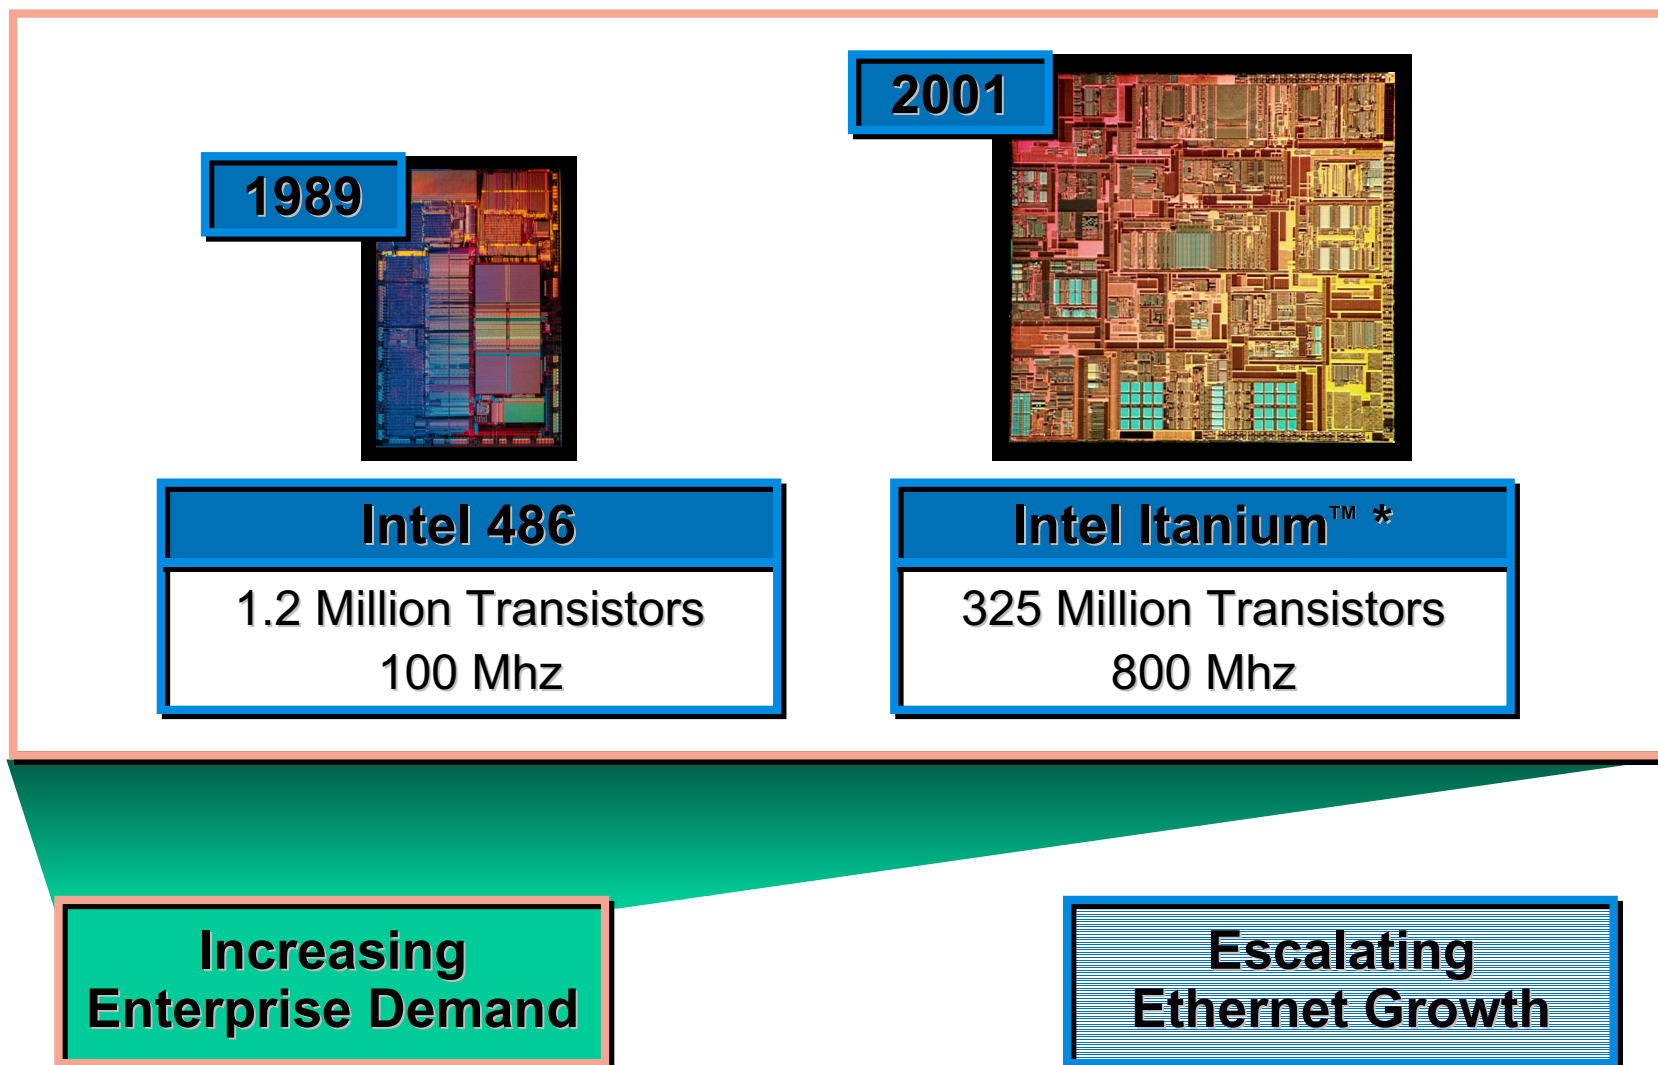 1989
2001
Intel 486
1.2 Million Transistors
100 Mhz
Intel Itanium™ *
325 Million Transistors
800 Mhz
Increasing
Enterprise Demand
Escalating
Ethernet Growth